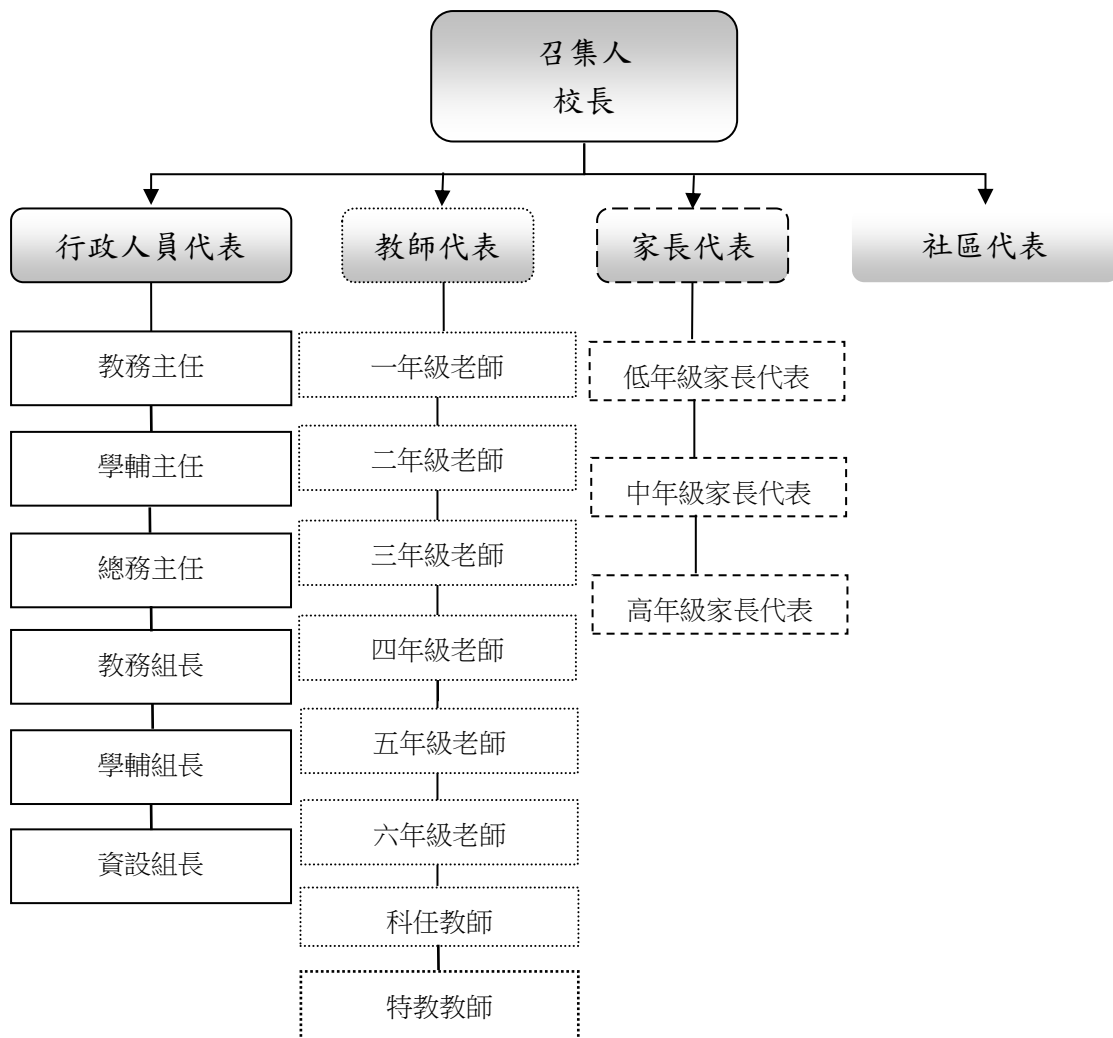 召集人
校長
行政人員代表
教師代表
家長代表
社區代表
教務主任
學輔主任
總務主任
教務組長
學輔組長
資設組長
一年級老師
二年級老師
三年級老師
四年級老師
五年級老師
六年級老師
科任教師
特教教師
低年級家長代表
中年級家長代表
高年級家長代表